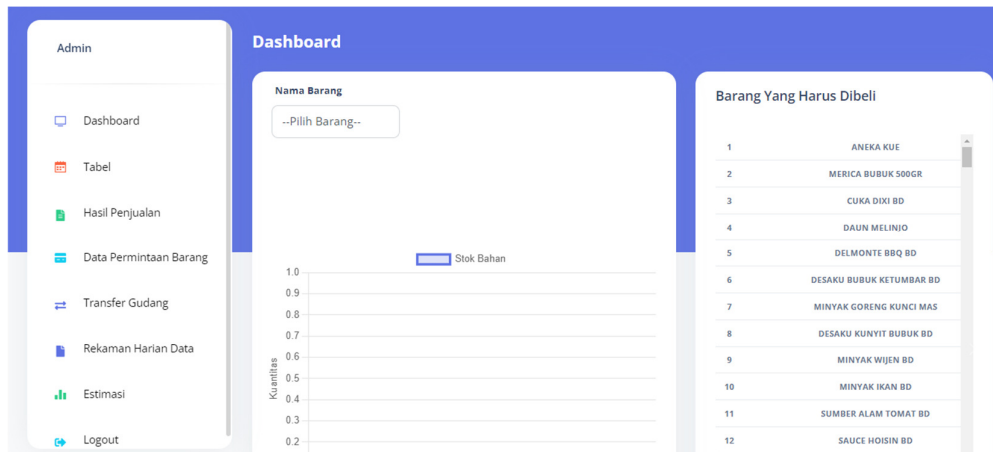 Admin
Dashboard
Tabel
Hasil Penjualan
Data Permintaan Barang
Transfer Gudang
Rekaman Harian Data
Estimasi
Logout
Dashboard
Nama Barang
--Pilih Barang--
Stok Bahan
Kuantitas
1.0
0.9
0.8
0.7
0.6
0.5
0.4
0.3
0.2
Barang Yang Harus Dibeli
1 ANEKA KUE
2 MERICA BUBUK 500GR
3 CUKA DIXI BD
4 DAUN MELINJO
5 DELMONTE BBQ BD
6 DESAKU BUBUK KETUMBAR BD
7 MINYAK GORENG KUNCI MAS
8 DESAKU KUNYIT BUBUK BD
9 MINYAK WIJEN BD
10 MINYAK IKAN BD
11 SUMBER ALAM TOMAT BD
12 SAUCE HOISIN BD